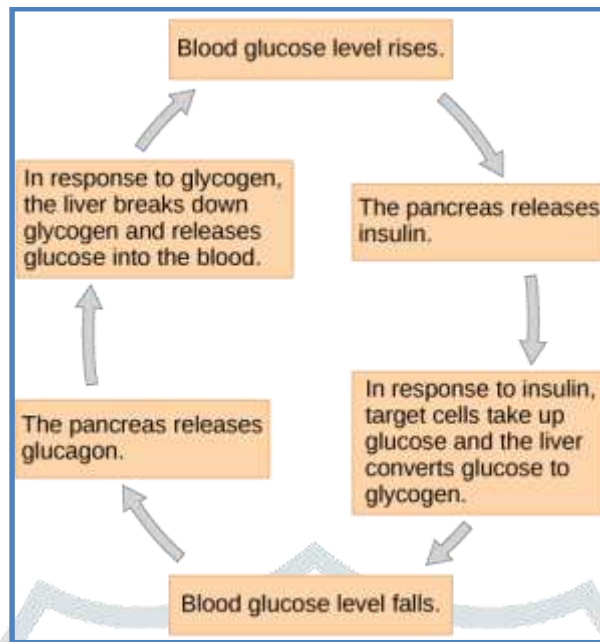 Blood glucose level rises.
The pancreas releases
insulin.
In response to insulin,
target cells take up
glucose and the liver
converts glucose to
glycogen.
Blood glucose level falls.
The pancreas releases
glucagon.
In response to glycogen,
the liver breaks down
glycogen and releases
glucose into the blood.